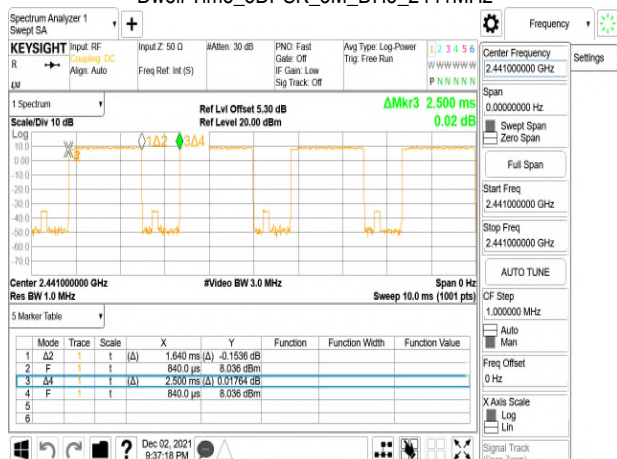 Spectrum Analyzer 1
Swept SA
+
Frequency
KEYSIGHT
Input: RF
Coupling: DC
Align: Auto
Input Z: 50 Ω
Freq Ref: Int (S)
#Atten: 30 dB
PNO: Fast
Gate: Off
IF Gain: Low
Sig Track: Off
Avg Type: Log-Power
Trig: Free Run
1 2 3 4 5 6
W W W W W W
P N N N N N
R
1 Spectrum
Scale/Div 10 dB
Ref Lvl Offset 5.30 dB
Ref Level 20.00 dBm
ΔMkr3 2.500 ms
0.02 dB
Log
10.0
0.00
-10.0
-20.0
-30.0
-40.0
-50.0
-60.0
-70.0
1Δ2
3Δ4
Center 2.441000000 GHz
Res BW 1.0 MHz
#Video BW 3.0 MHz
Span 0 Hz
Sweep 10.0 ms (1001 pts)
5 Marker Table
Mode Trace Scale X Y Function Function Width Function Value
1 Δ2 1 t (Δ) 1.640 ms (Δ) -0.1536 dB
2 F 1 t 840.0 µs 8.036 dBm
3 Δ4 1 t (Δ) 2.500 ms (Δ) 0.01764 dB
4 F 1 t 840.0 µs 8.036 dBm
5
6
?
Dec 02, 2021
9:37:18 PM
Center Frequency
2.441000000 GHz
Settings
Span
0.00000000 Hz
Swept Span
Zero Span
Full Span
Start Freq
2.441000000 GHz
Stop Freq
2.441000000 GHz
AUTO TUNE
CF Step
1.000000 MHz
Auto
Man
Freq Offset
0 Hz
X Axis Scale
Log
Lin
Signal Track